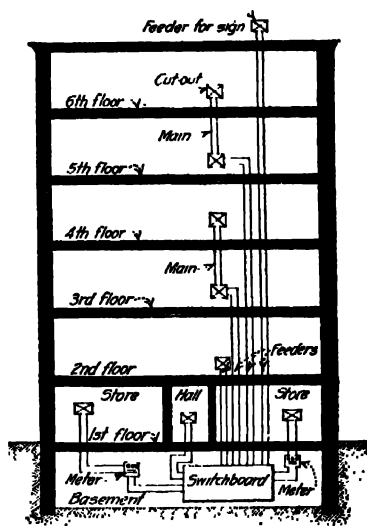 Feeder for sign
Cut-out
6th floor
Main
5th floor
4th floor
Main
3rd floor
Feeders
2nd floor
Store Hall Store
1st floor
Meter Switchboard Meter
Basement